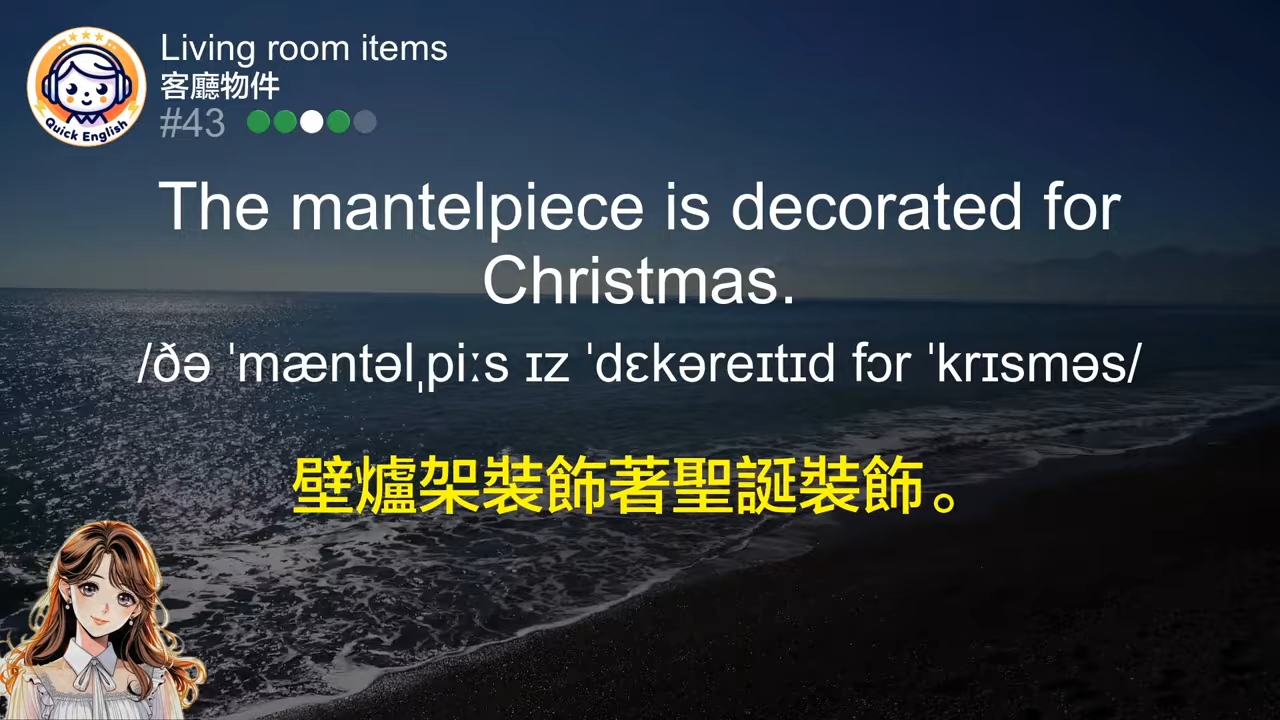 Quick English
Living room items
客廳物件
#43
The mantelpiece is decorated for
Christmas.
/ðə ˈmæntəlˌpiːs ɪz ˈdɛkəreɪtɪd fɔr ˈkrɪsməs/
壁爐架裝飾著聖誕裝飾。